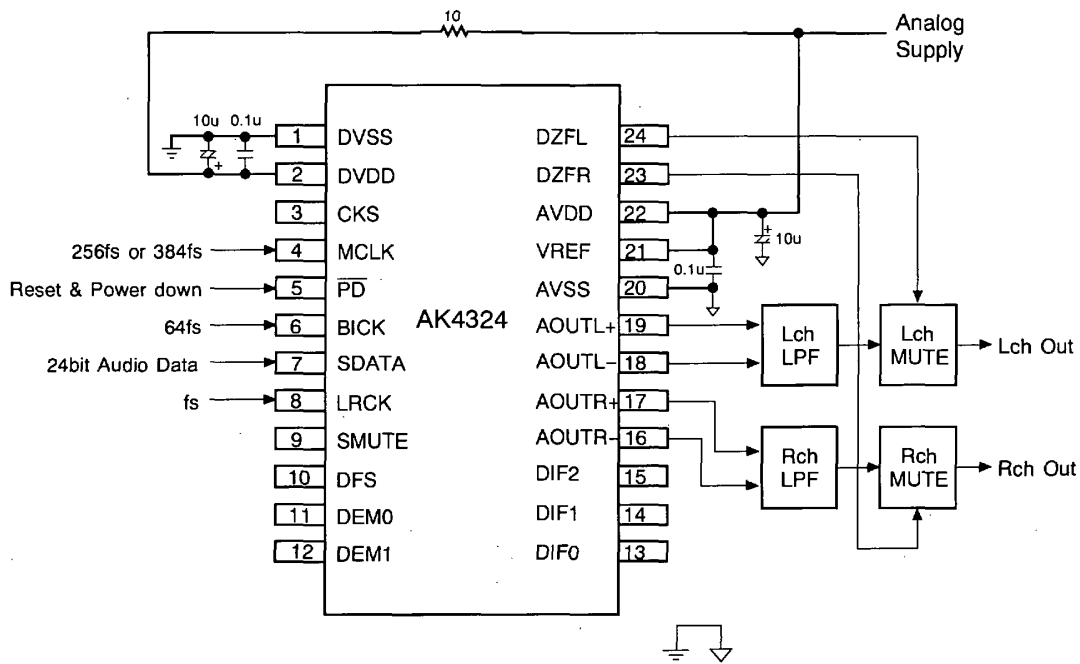 10
Analog
Supply
10u 0.1u
1 DVSS
2 DVDD
3 CKS
256fs or 384fs 4 MCLK
Reset & Power down 5 PD
64fs 6 BICK
24bit Audio Data 7 SDATA
fs 8 LRCK
9 SMUTE
10 DFS
11 DEM0
12 DEM1
AK4324
DZFL 24
DZFR 23
AVDD 22
+
10u
VREF 21
0.1u
AVSS 20
AOUTL+ 19
AOUTL- 18
AOUTR+ 17
AOUTR- 16
DIF2 15
DIF1 14
DIF0 13
+
Lch
LPF
Lch
MUTE
Lch Out
Rch
LPF
Rch
MUTE
Rch Out